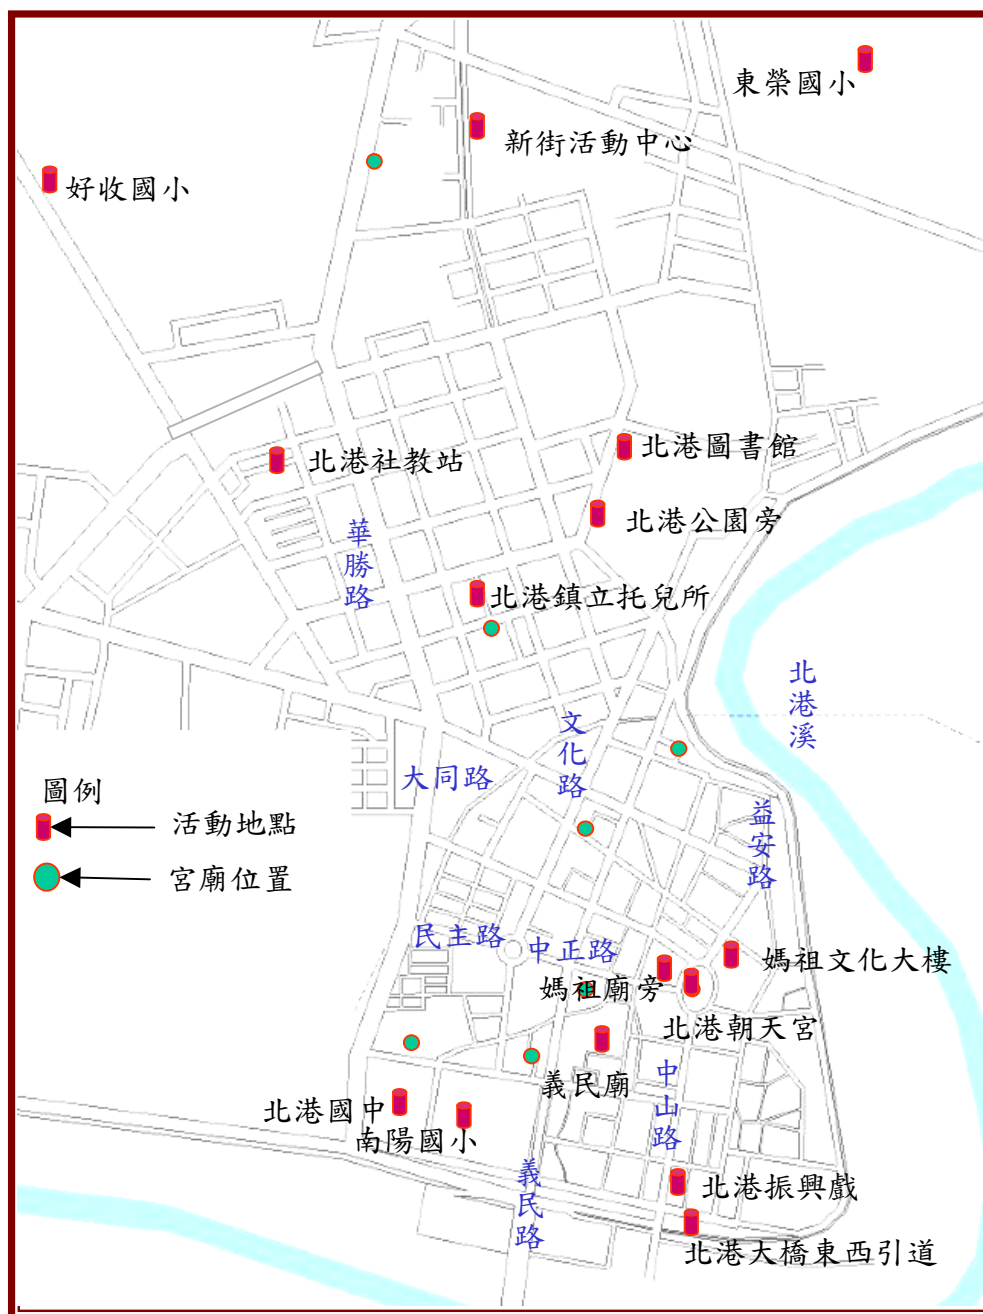 東榮國小
新街活動中心
好收國小
北港圖書館
北港社教站
北港公園旁
華勝路
北港鎮立托兒所
北港溪
文化路
大同路
圖例
活動地點
益安路
宮廟位置
民主路
中正路
媽祖文化大樓
媽祖廟旁
北港朝天宮
義民廟
中山路
北港國中
南陽國小
義民路
北港振興戲
北港大橋東西引道